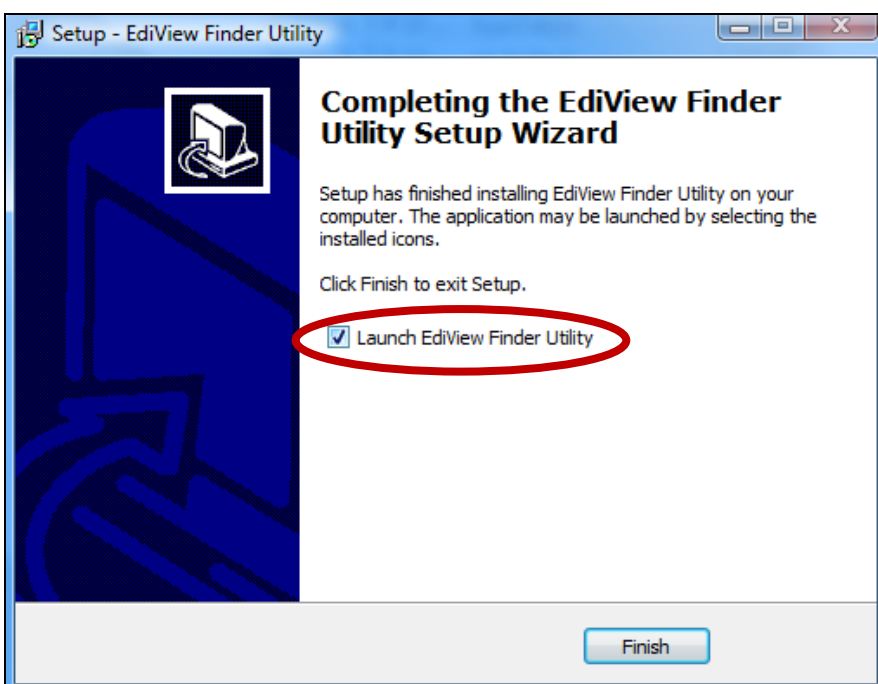 Setup - EdiView Finder Utility
Completing the EdiView Finder
Utility Setup Wizard
Setup has finished installing EdiView Finder Utility on your
computer. The application may be launched by selecting the
installed icons.
Click Finish to exit Setup.
Launch EdiView Finder Utility
Finish